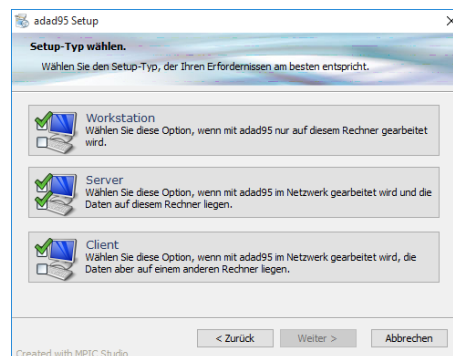 adad95 Setup
Setup-Typ wählen.
Wählen Sie den Setup-Typ, der Ihren Erfordernissen am besten entspricht.
Workstation
Wählen Sie diese Option, wenn mit adad95 nur auf diesem Rechner gearbeitet
wird.
Server
Wählen Sie diese Option, wenn mit adad95 im Netzwerk gearbeitet wird und die
Daten auf diesem Rechner liegen.
Client
Wählen Sie diese Option, wenn mit adad95 im Netzwerk gearbeitet wird, die
Daten aber auf einem anderen Rechner liegen.
< Zurück Weiter > Abbrechen
Created with MPIC Studio